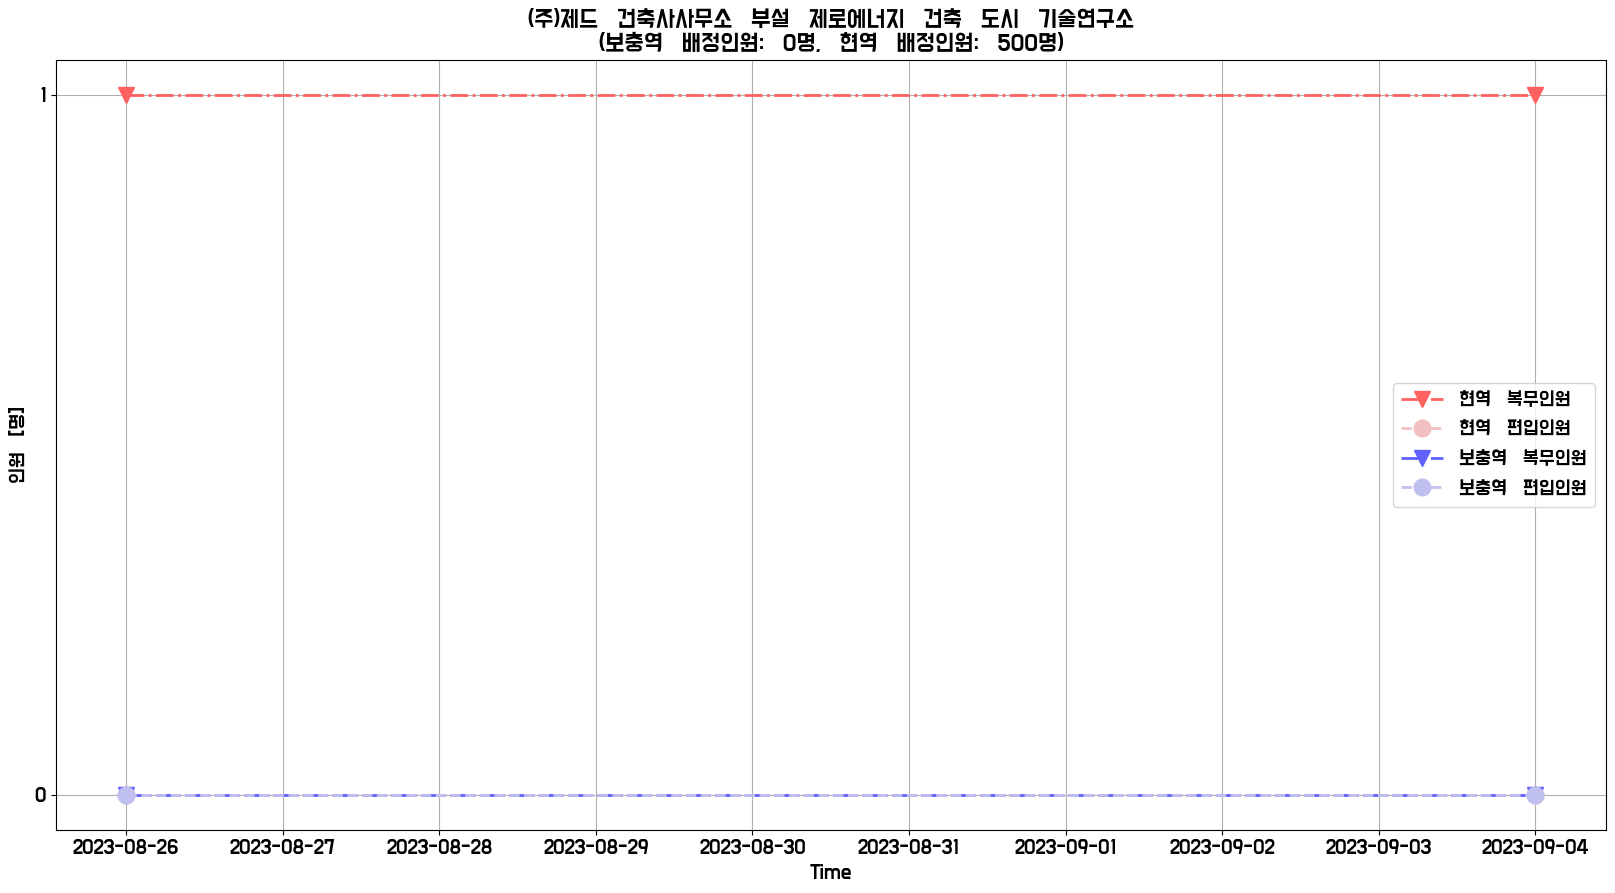 (주)제드 건축사사무소 부설 제로에너지 건축 도시 기술연구소
(보충역 배정인원: 0명, 현역 배정인원: 500명)
1
0
인원 [명]
현역 복무인원
현역 편입인원
보충역 복무인원
보충역 편입인원
2023-08-26 2023-08-27 2023-08-28 2023-08-29 2023-08-30 2023-08-31 2023-09-01 2023-09-02 2023-09-03 2023-09-04
Time